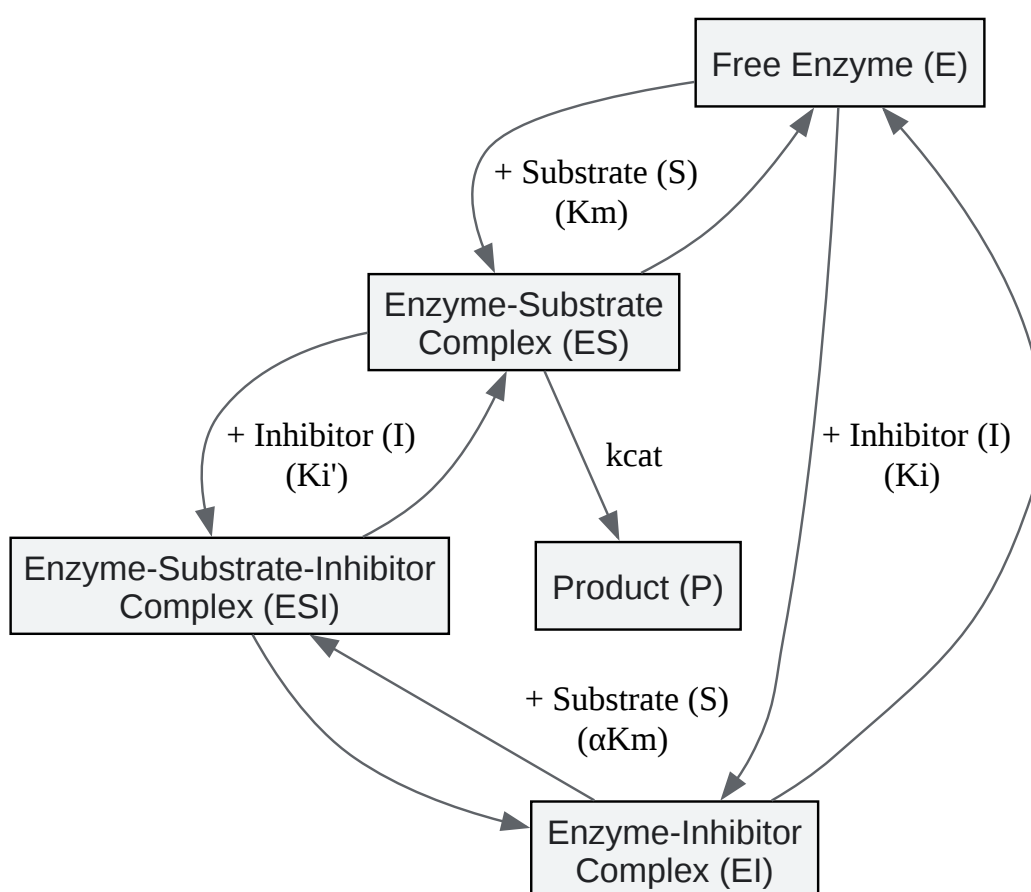 Free Enzyme (E)
+ Substrate (S)
(Km)
Enzyme-Substrate
Complex (ES)
+ Inhibitor (I)
(Ki')
kcat
+ Inhibitor (I)
(Ki)
Enzyme-Substrate-Inhibitor
Complex (ESI)
Product (P)
+ Substrate (S)
(αKm)
Enzyme-Inhibitor
Complex (EI)